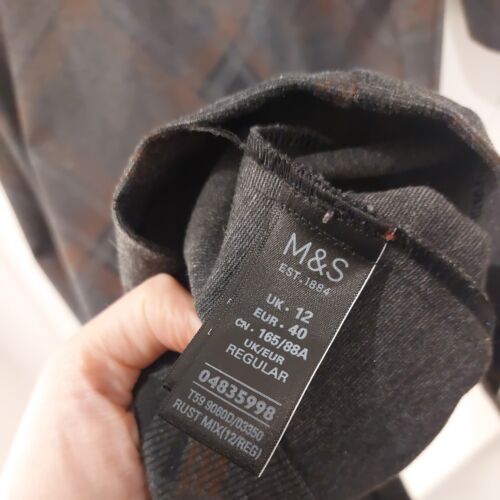 M&S
EST. 1884
UK - 12
EUR - 40
CN - 165/88A
UK/EUR
REGULAR
04835998
T59 9060D/03350
RUST MIX(12/REG)